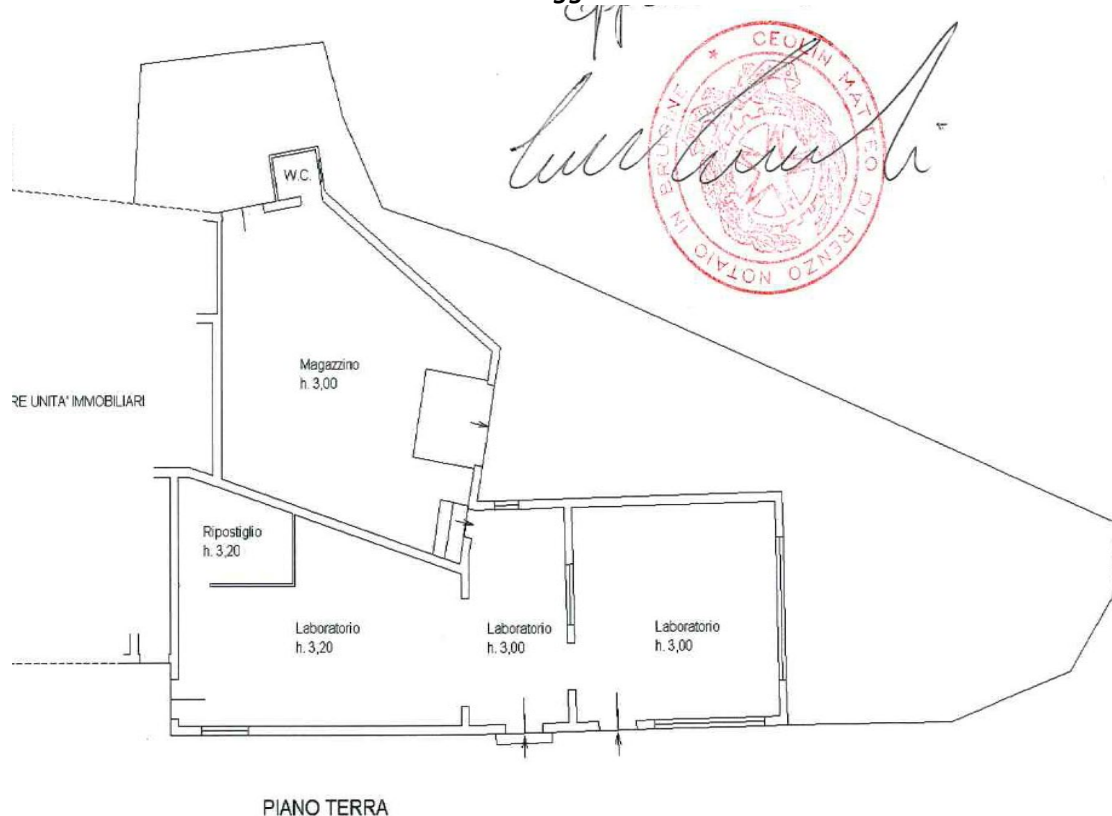 CEOLIN MATTEO DI RENZO NOTAIO IN BRUGINE *
W.C.
Magazzino
h. 3,00
RE UNITA' IMMOBILIARI
Ripostiglio
h. 3,20
Laboratorio
h. 3,20
Laboratorio
h. 3,00
Laboratorio
h. 3,00
PIANO TERRA